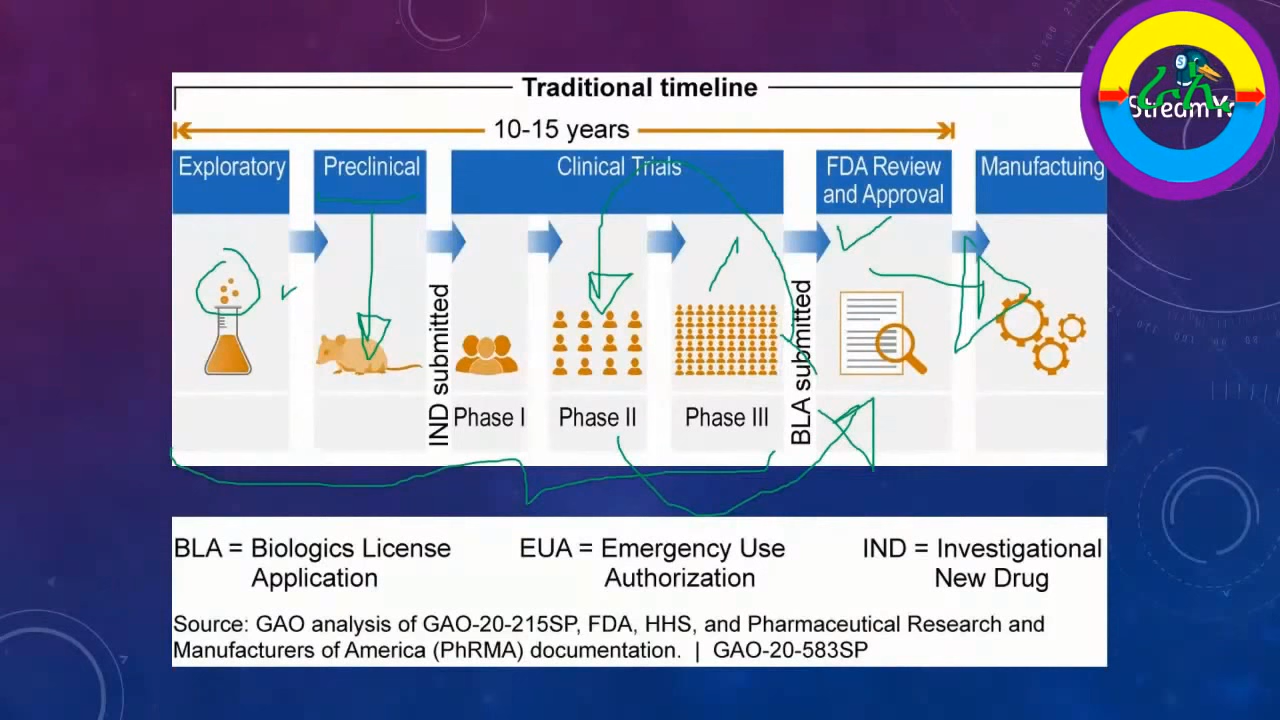 Traditional timeline
10-15 years
Exploratory
Preclinical
Clinical Trials
FDA Review
and Approval
Manufactuing
IND submitted
BLA submitted
Phase I
Phase II
Phase III
BLA = Biologics License
Application
EUA = Emergency Use
Authorization
IND = Investigational
New Drug
Source: GAO analysis of GAO-20-215SP, FDA, HHS, and Pharmaceutical Research and
Manufacturers of America (PhRMA) documentation. | GAO-20-583SP